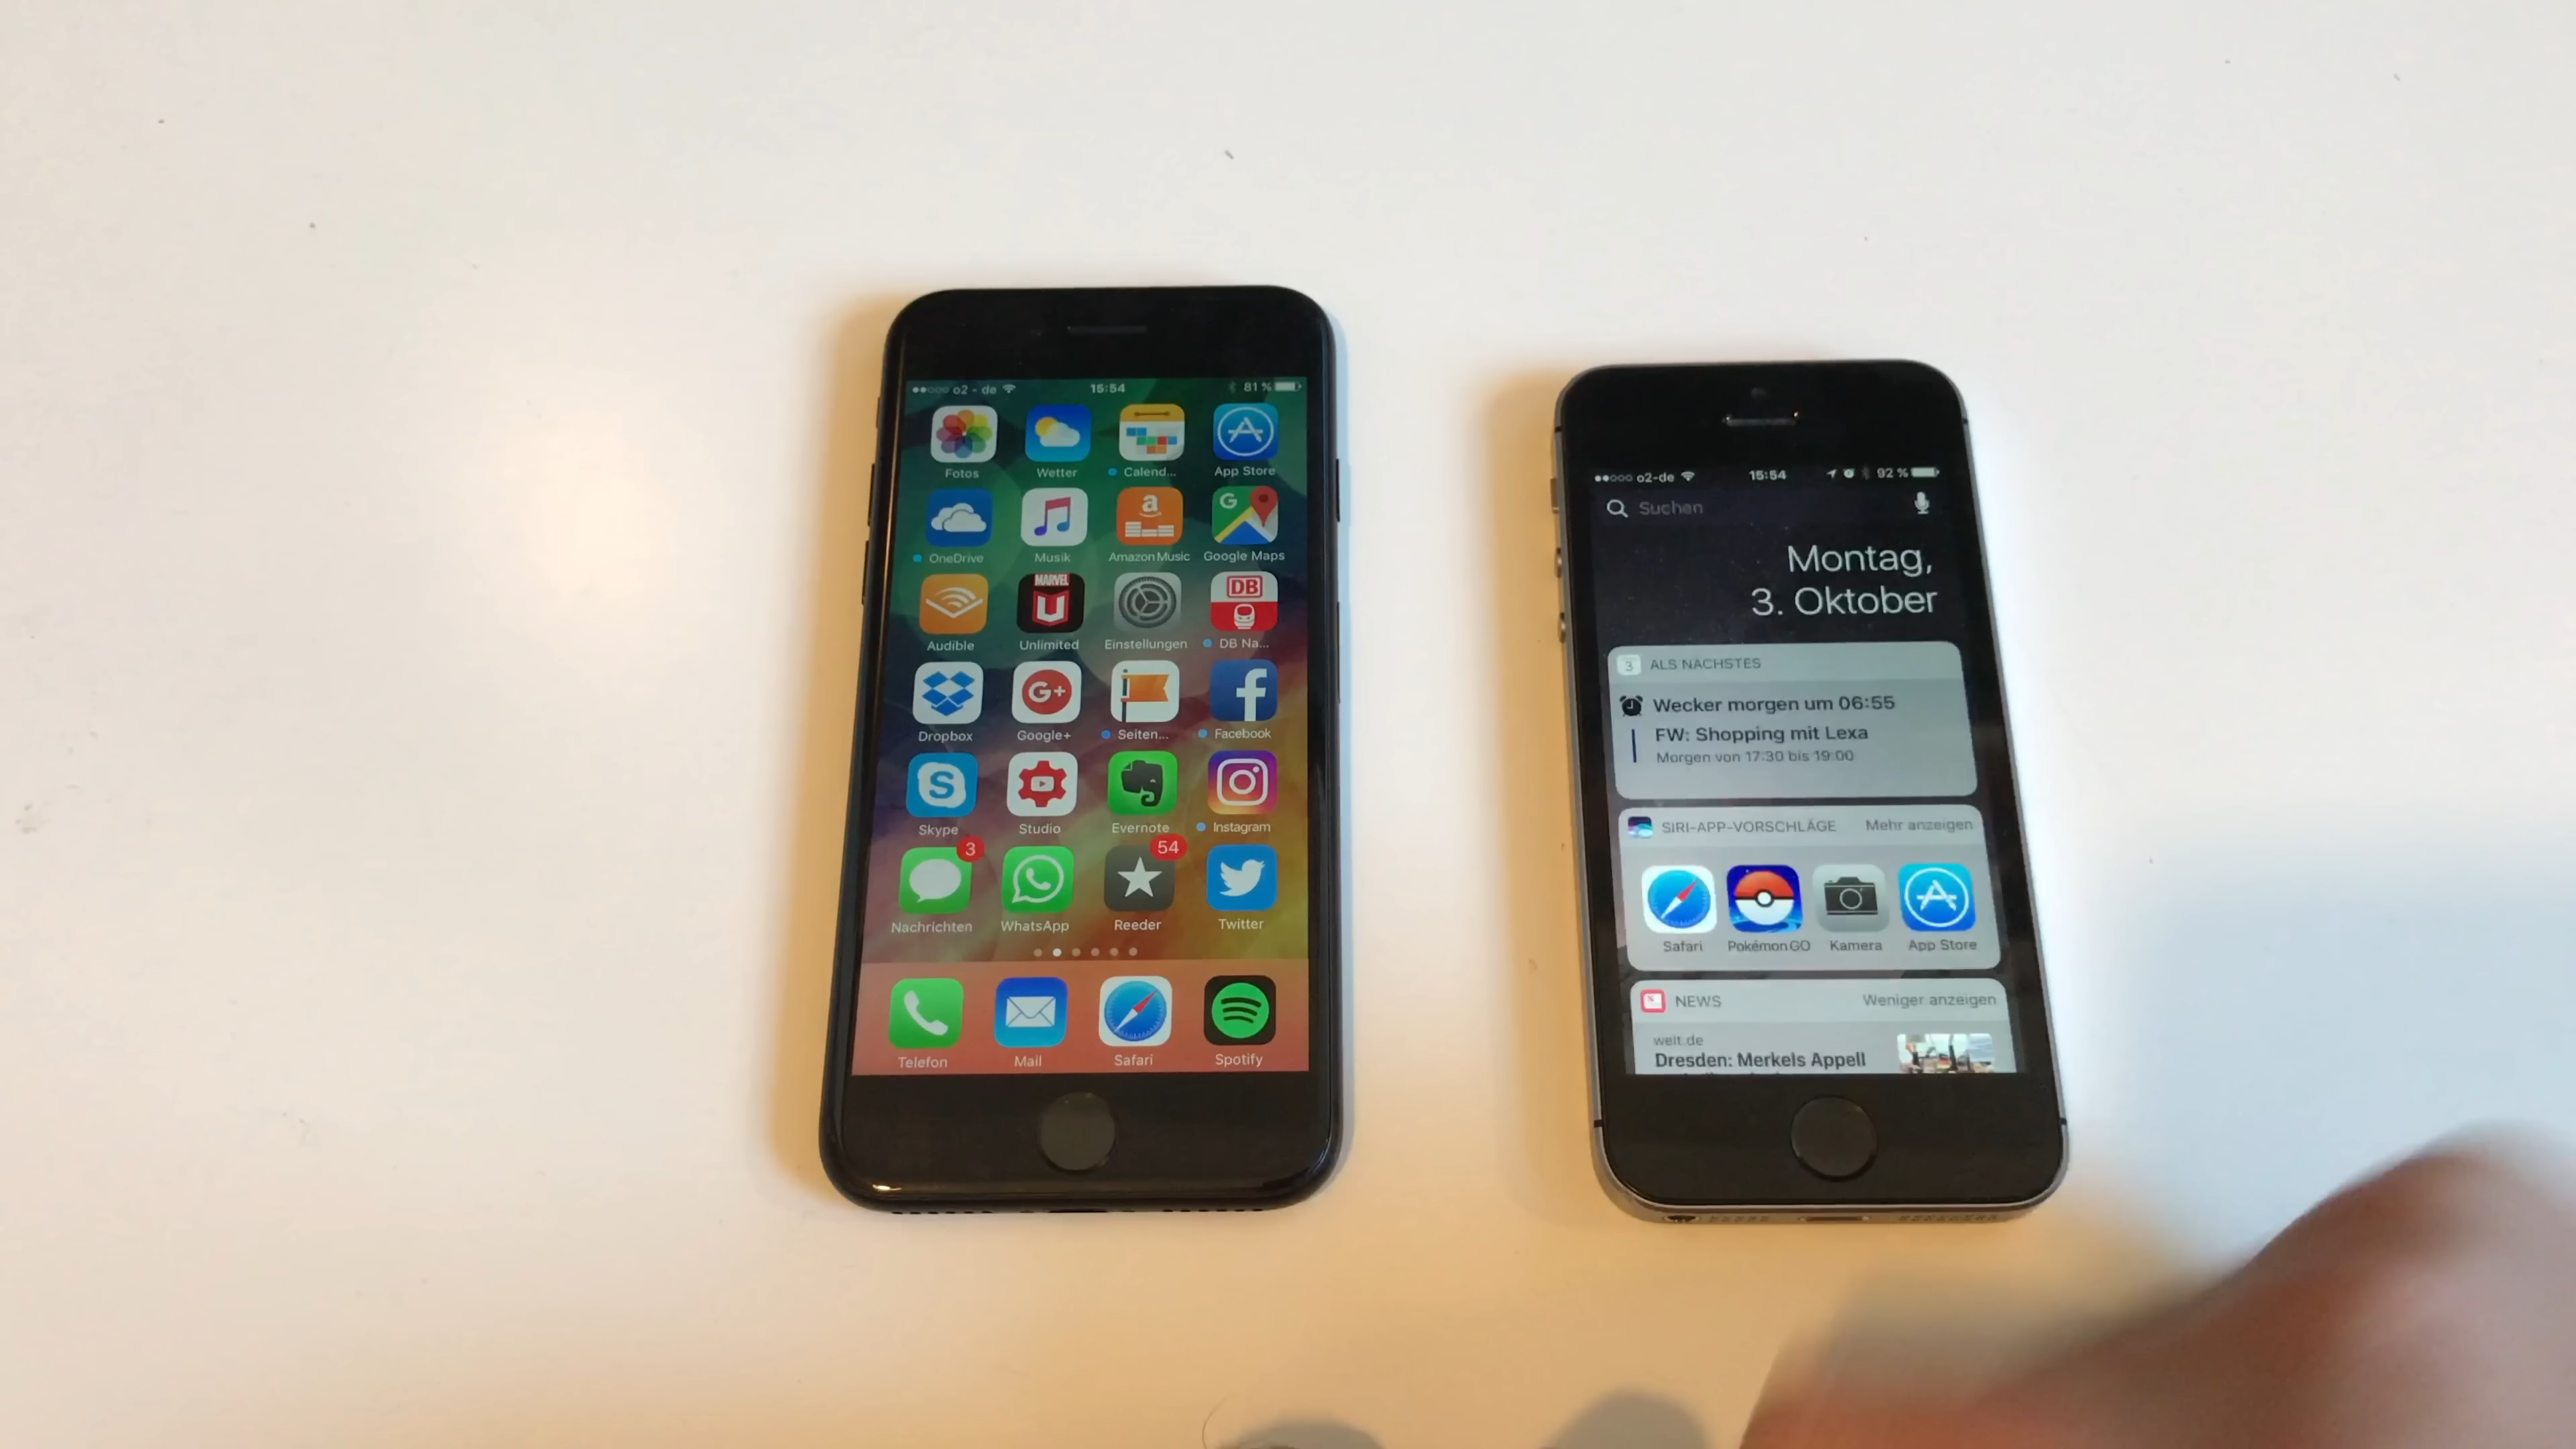 o2 - de 15:54 81 %
Fotos Wetter Calend... App Store
OneDrive Musik Amazon Music Google Maps
MARVEL DB
Audible Unlimited Einstellungen DB Na...
Dropbox Google+ Seiten... Facebook
Skype Studio Evernote Instagram
3 54
Nachrichten WhatsApp Reeder Twitter
Telefon Mail Safari Spotify
o2-de 15:54 92 %
Suchen
Montag,
3. Oktober
3 ALS NÄCHSTES
Wecker morgen um 06:55
FW: Shopping mit Lexa
Morgen von 17:30 bis 19:00
SIRI-APP-VORSCHLÄGE Mehr anzeigen
Safari Pokémon GO Kamera App Store
NEWS Weniger anzeigen
welt.de
Dresden: Merkels Appell